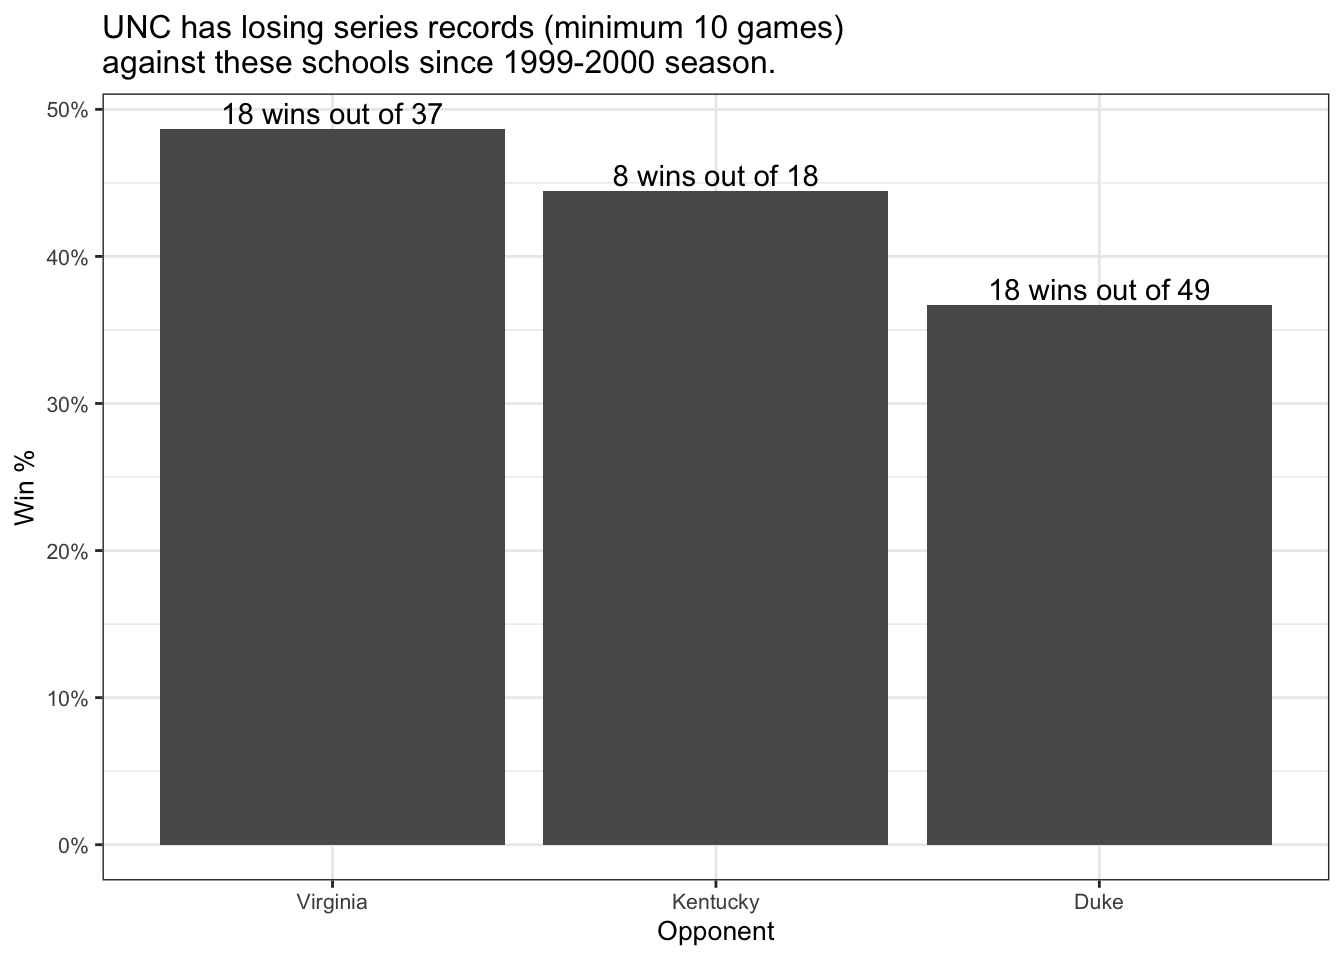 UNC has losing series records (minimum 10 games)
against these schools since 1999-2000 season.
50%
40%
30%
20%
10%
0%
Win %
18 wins out of 37
8 wins out of 18
18 wins out of 49
Virginia
Kentucky
Duke
Opponent